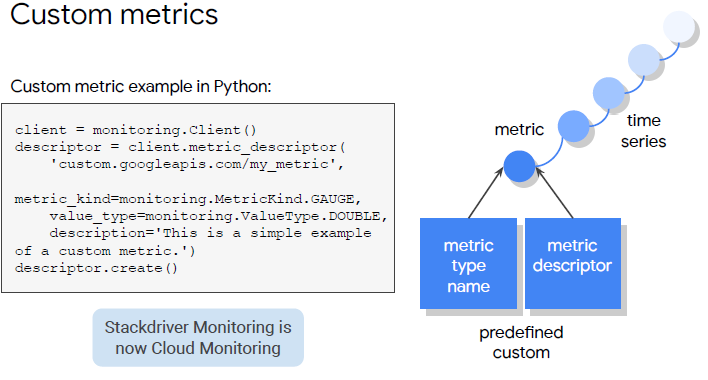 Custom metrics
Custom metric example in Python:
client = monitoring.Client()
descriptor = client.metric_descriptor(
    'custom.googleapis.com/my_metric',
metric_kind=monitoring.MetricKind.GAUGE,
    value_type=monitoring.ValueType.DOUBLE,
    description='This is a simple example
of a custom metric.')
descriptor.create()
Stackdriver Monitoring is
now Cloud Monitoring
metric
time
series
metric
type
name
metric
descriptor
predefined
custom